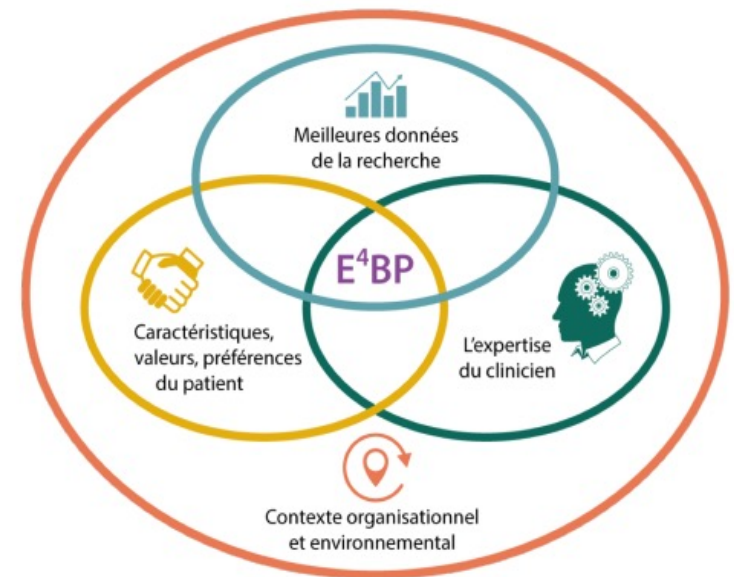 Meilleures données
de la recherche
E⁴BP
Caractéristiques,
valeurs, préférences
du patient
L'expertise
du clinicien
Contexte organisationnel
et environnemental